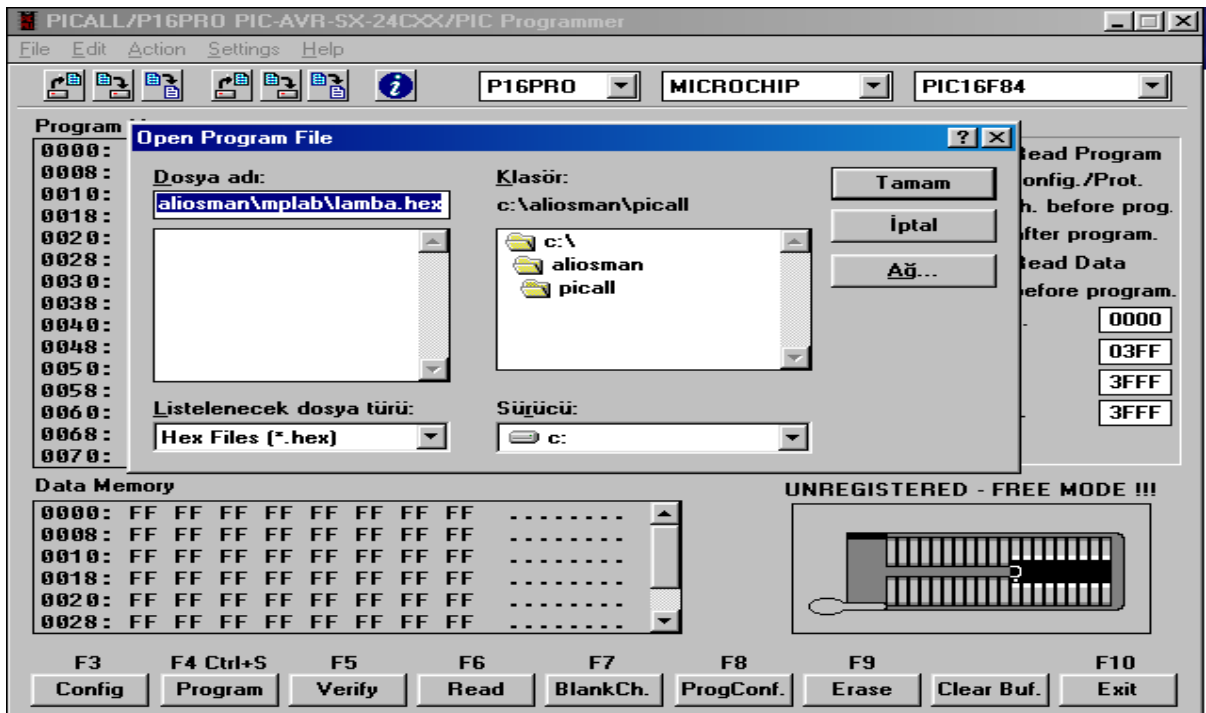 PICALL/P16PRO PIC-AVR-SX-24CXX/PIC Programmer
File Edit Action Settings Help
P16PRO MICROCHIP PIC16F84
Program
Open Program File
0000:
0008:
0010:
0018:
0020:
0028:
0030:
0038:
0040:
0048:
0050:
0058:
0060:
0068:
0070:
Dosya adı:
aliosman\mplab\lamba.hex
Listelenecek dosya türü:
Hex Files (*.hex)
Klasör:
c:\aliosman\picall
c:\
aliosman
picall
Sürücü:
c:
Tamam
İptal
Ağ...
Read Program
onfig./Prot.
h. before prog.
fter program.
Read Data
efore program.
0000
03FF
3FFF
3FFF
Data Memory
0000: FF FF FF FF FF FF FF FF ........
0008: FF FF FF FF FF FF FF FF ........
0010: FF FF FF FF FF FF FF FF ........
0018: FF FF FF FF FF FF FF FF ........
0020: FF FF FF FF FF FF FF FF ........
0028: FF FF FF FF FF FF FF FF ........
UNREGISTERED - FREE MODE !!!
F3 F4 Ctrl+S F5 F6 F7 F8 F9 F10
Config Program Verify Read BlankCh. ProgConf. Erase Clear Buf. Exit